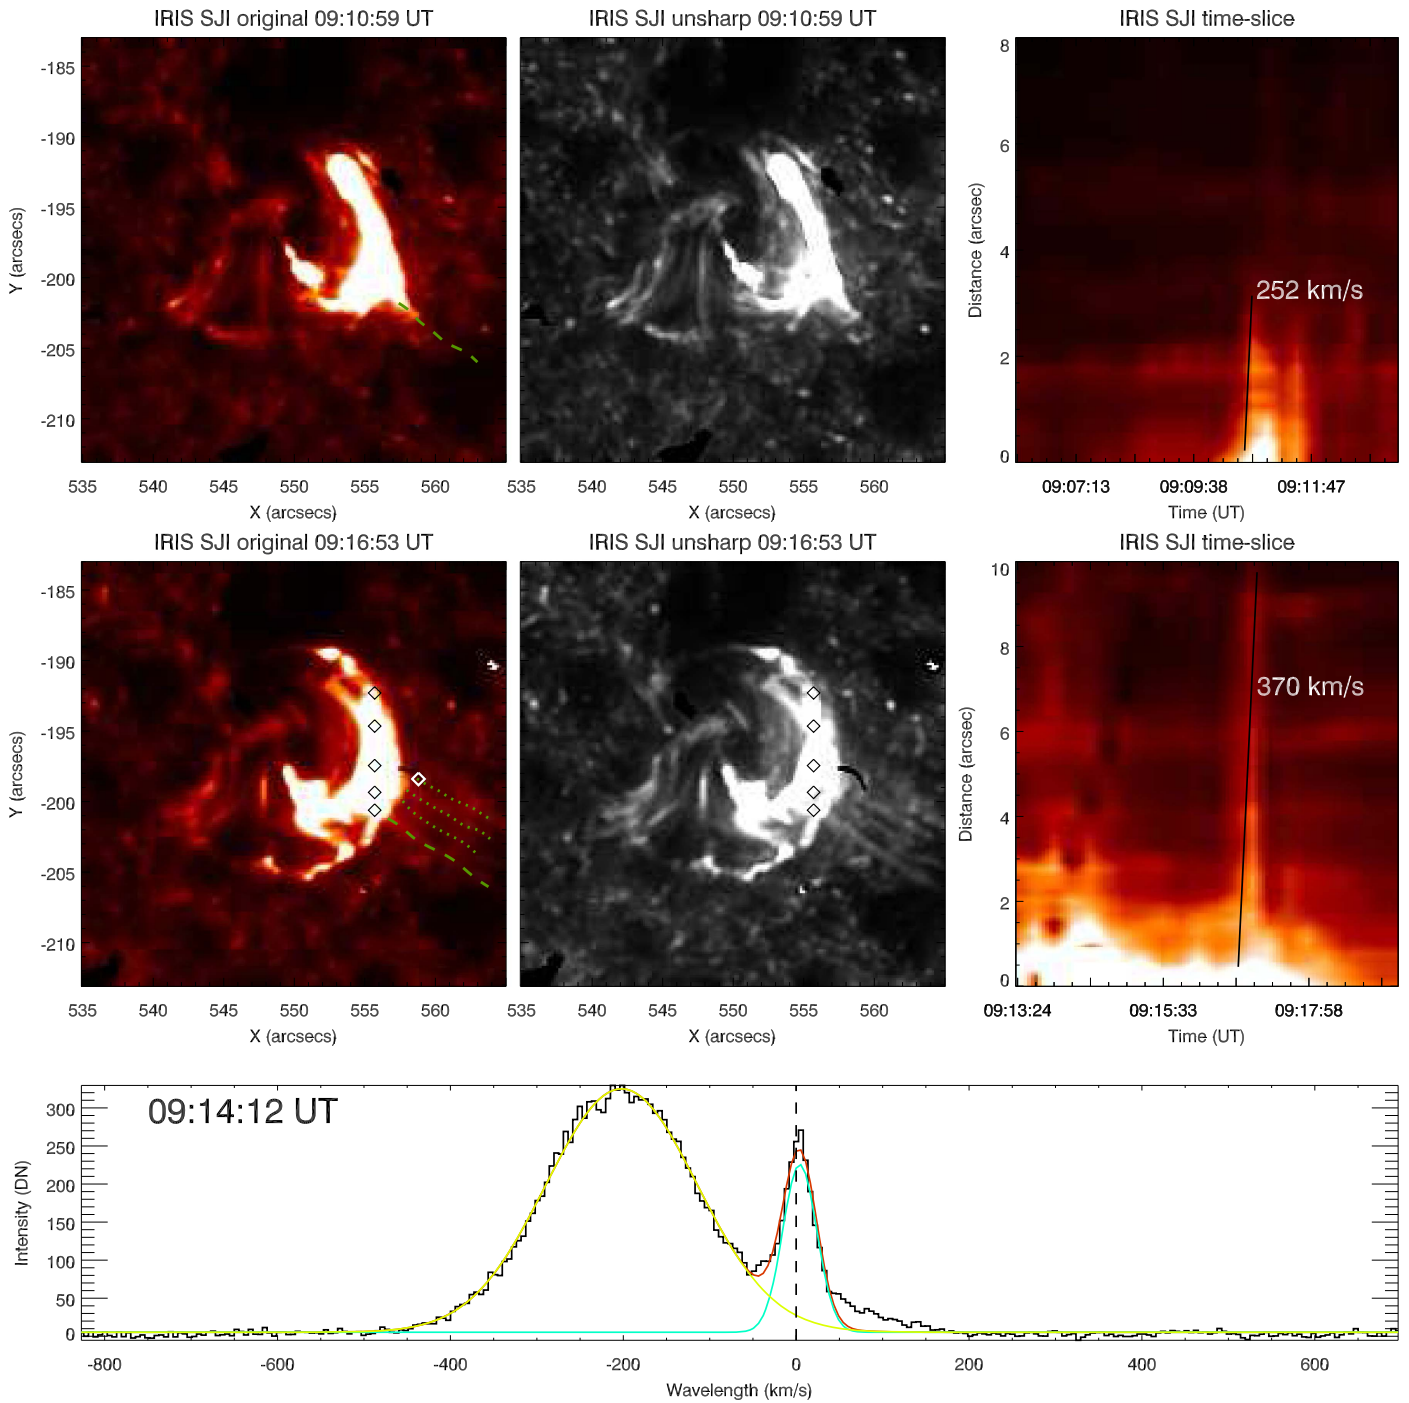 IRIS SJI original 09:10:59 UT
IRIS SJI unsharp 09:10:59 UT
IRIS SJI time-slice
-185
-190
-195
-200
-205
-210
Y (arcsecs)
535 540 545 550 555 560
X (arcsecs)
535 540 545 550 555 560
X (arcsecs)
8
6
4
2
0
Distance (arcsec)
252 km/s
09:07:13 09:09:38 09:11:47
Time (UT)
IRIS SJI original 09:16:53 UT
IRIS SJI unsharp 09:16:53 UT
IRIS SJI time-slice
-185
-190
-195
-200
-205
-210
Y (arcsecs)
535 540 545 550 555 560
X (arcsecs)
535 540 545 550 555 560
X (arcsecs)
10
8
6
4
2
0
Distance (arcsec)
370 km/s
09:13:24 09:15:33 09:17:58
Time (UT)
09:14:12 UT
300
250
200
150
100
50
0
Intensity (DN)
-800 -600 -400 -200 0 200 400 600
Wavelength (km/s)